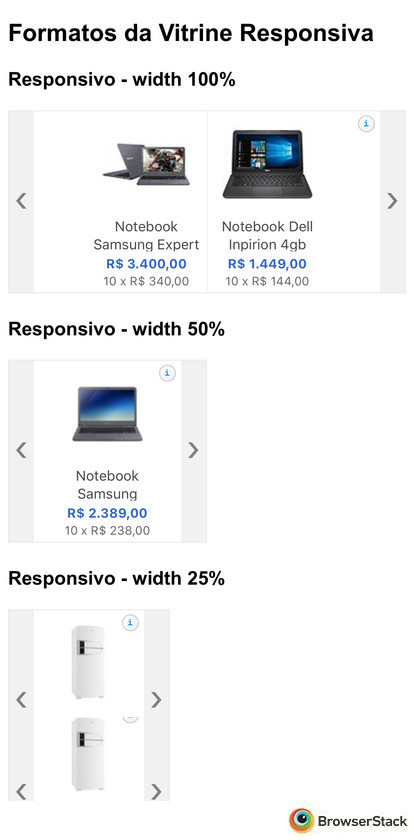 Formatos da Vitrine Responsiva
Responsivo - width 100%
i
Notebook
Samsung Expert
R$ 3.400,00
10 x R$ 340,00
Notebook Dell
Inpirion 4gb
R$ 1.449,00
10 x R$ 144,00
Responsivo - width 50%
i
Notebook
Samsung
R$ 2.389,00
10 x R$ 238,00
Responsivo - width 25%
i
BrowserStack